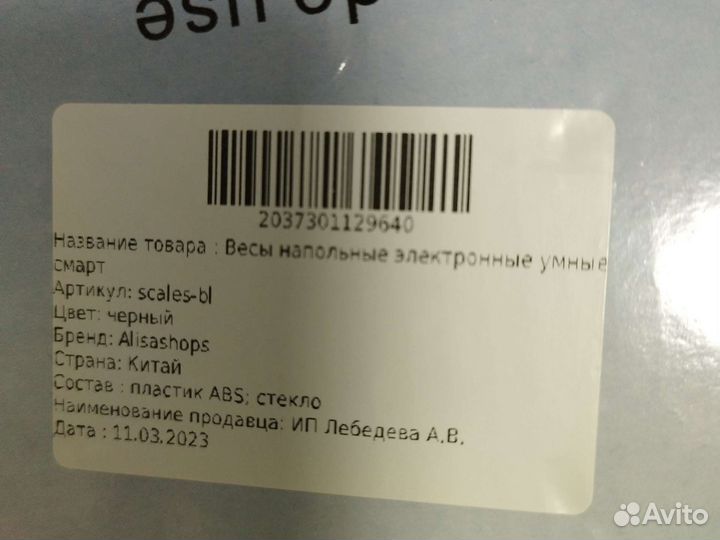 2037301129640
Название товара : Весы напольные электронные умные
смарт
Артикул: scales-bl
Цвет: черный
Бренд: Alisashops
Страна: Китай
Состав : пластик ABS; стекло
Наименование продавца: ИП Лебедева А.В.
Дата : 11.03.2023
Avito